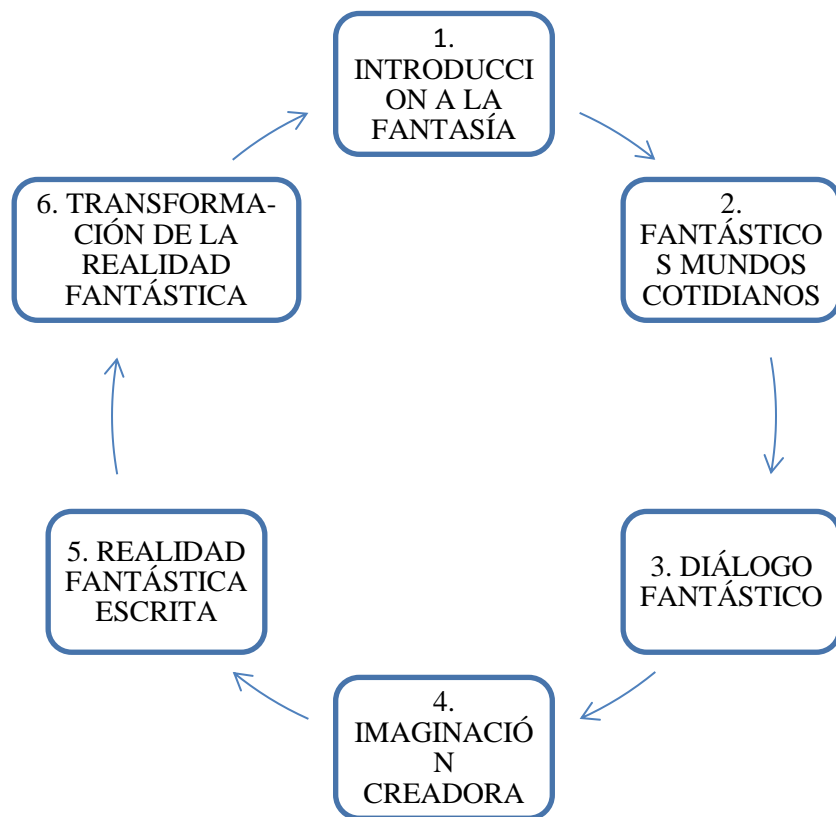 1.
INTRODUCCI
ON A LA
FANTASÍA
2.
FANTÁSTICO
S MUNDOS
COTIDIANOS
3. DIÁLOGO
FANTÁSTICO
4.
IMAGINACIÓ
N
CREADORA
5. REALIDAD
FANTÁSTICA
ESCRITA
6. TRANSFORMA-
CIÓN DE LA
REALIDAD
FANTÁSTICA